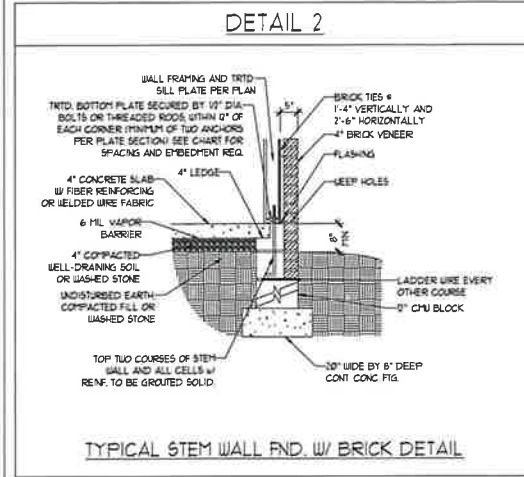 DETAIL 2
WALL FRAMING AND TRTD.
SILL PLATE PER PLAN
TRTD. BOTTOM PLATE SECURED BY 1/2" DIA.
BOLTS OR THREADED RODS, WITHIN 12" OF
EACH CORNER (MINIMUM OF TWO ANCHORS
PER PLATE SECTION) SEE CHART FOR
SPACING AND EMBEDMENT REQ.
4" CONCRETE SLAB
W/ FIBER REINFORCING
OR WELDED WIRE FABRIC
4" LEDGE
6 MIL VAPOR
BARRIER
4" COMPACTED
WELL-DRAINING SOIL
OR WASHED STONE
UNDISTURBED EARTH
COMPACTED FILL OR
WASHED STONE
TOP TWO COURSES OF STEM
WALL AND ALL CELLS W/
REINF. TO BE GROUTED SOLID.
5"
BRICK TIES @
1'-4" VERTICALLY AND
2'-6" HORIZONTALLY
4" BRICK VENEER
FLASHING
WEEP HOLES
8"
MIN.
LADDER WIRE EVERY
OTHER COURSE
12" CMU BLOCK
20" WIDE BY 8" DEEP
CONT CONC FTG.
TYPICAL STEM WALL FND. W/ BRICK DETAIL